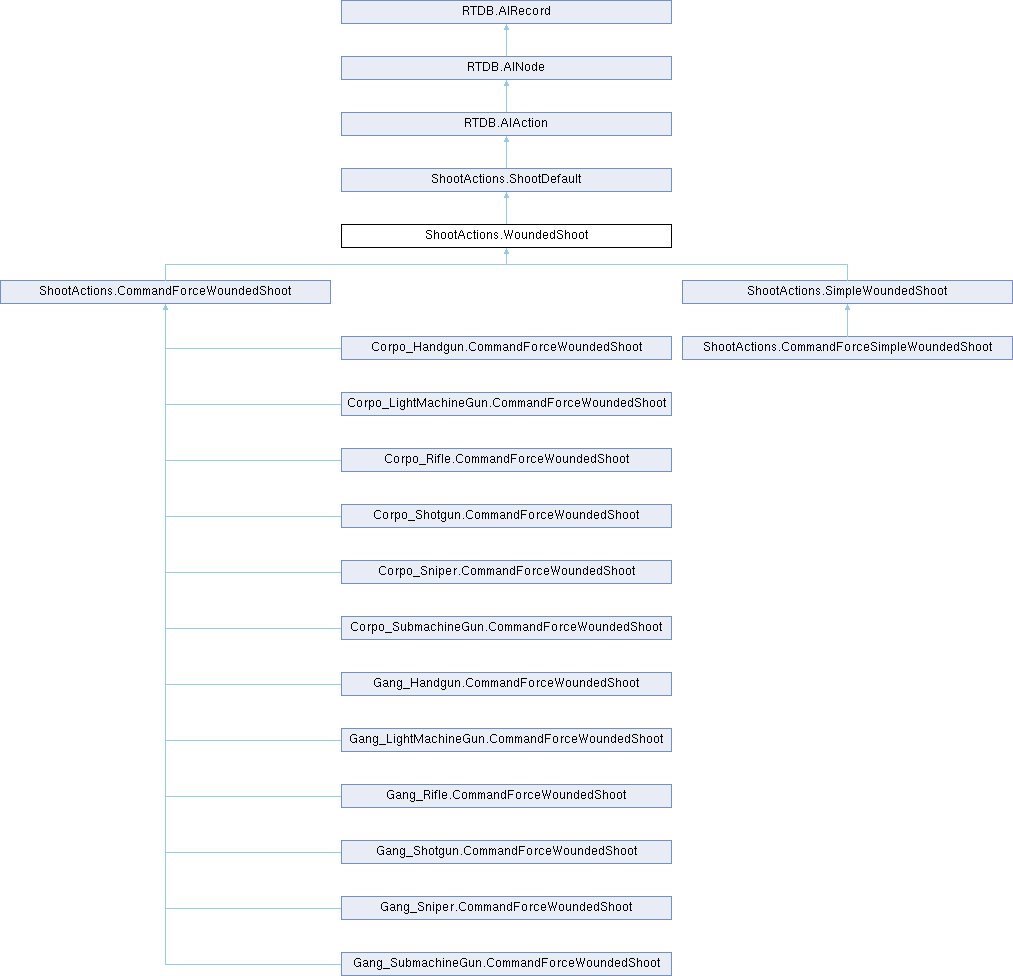 RTDB.AIRecord
RTDB.AINode
RTDB.AIAction
ShootActions.ShootDefault
ShootActions.WoundedShoot
ShootActions.CommandForceWoundedShoot
ShootActions.SimpleWoundedShoot
Corpo_Handgun.CommandForceWoundedShoot
ShootActions.CommandForceSimpleWoundedShoot
Corpo_LightMachineGun.CommandForceWoundedShoot
Corpo_Rifle.CommandForceWoundedShoot
Corpo_Shotgun.CommandForceWoundedShoot
Corpo_Sniper.CommandForceWoundedShoot
Corpo_SubmachineGun.CommandForceWoundedShoot
Gang_Handgun.CommandForceWoundedShoot
Gang_LightMachineGun.CommandForceWoundedShoot
Gang_Rifle.CommandForceWoundedShoot
Gang_Shotgun.CommandForceWoundedShoot
Gang_Sniper.CommandForceWoundedShoot
Gang_SubmachineGun.CommandForceWoundedShoot